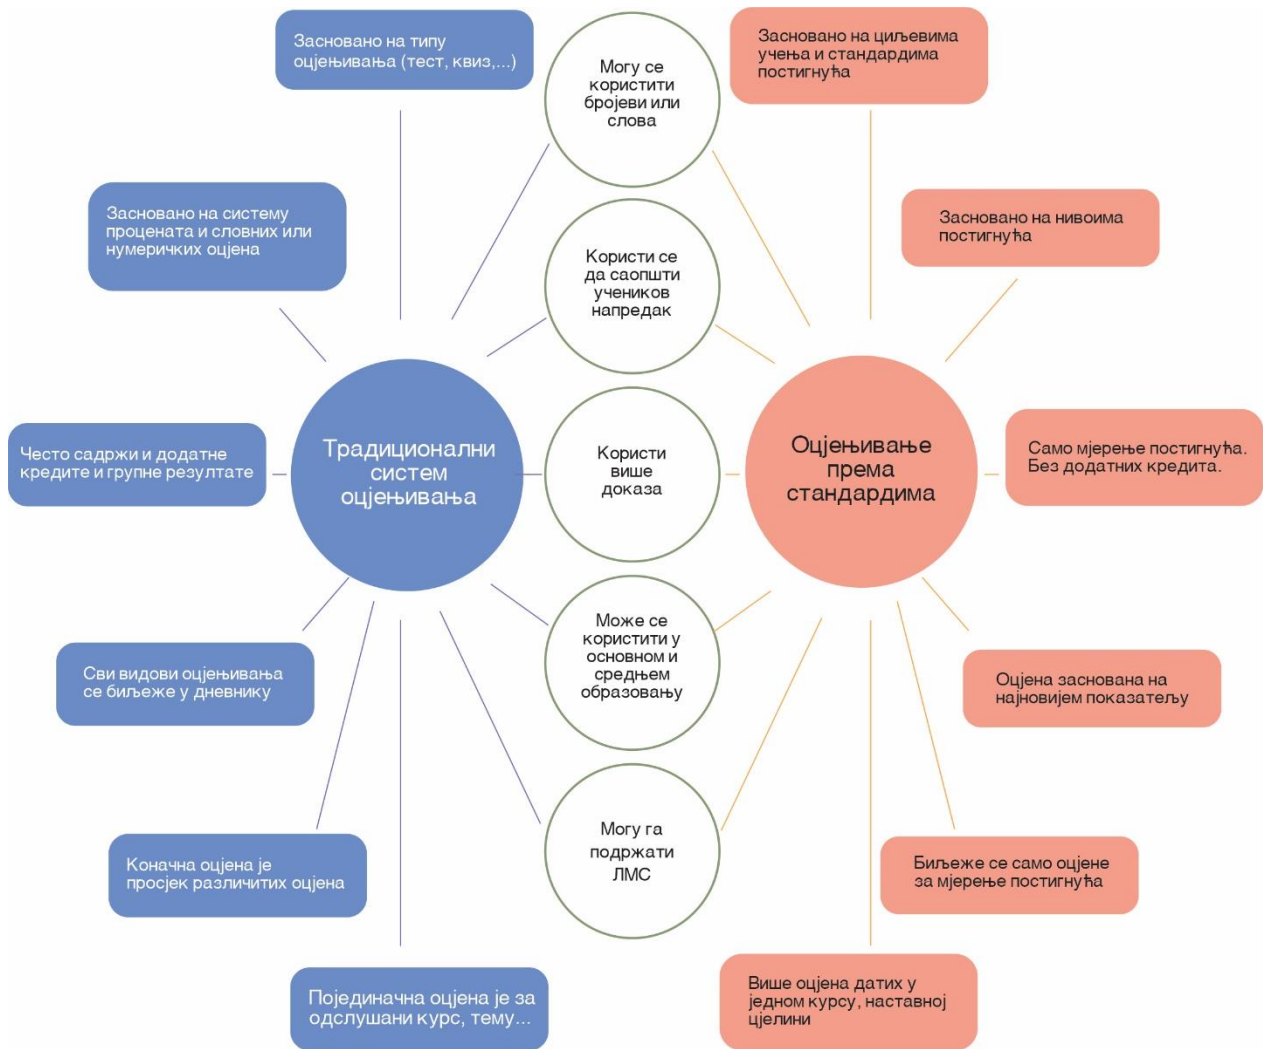 Засновано на типу
оцјењивања (тест, квиз,...)
Могу се
користити
бројеви или
слова
Засновано на циљевима
учења и стандардима
постигнућа
Засновано на систему
процената и словних или
нумеричких оцјена
Користи се
да саопшти
учеников
напредак
Засновано на нивоима
постигнућа
Често садржи и додатне
кредите и групне резултате
Традиционални
систем
оцјењивања
Користи
више
доказа
Оцјењивање
према
стандардима
Само мјерење постигнућа.
Без додатних кредита.
Сви видови оцјењивања
се биљеже у дневнику
Може се
користити у
основном и
средњем
образовању
Оцјена заснована на
најновијем показатељу
Коначна оцјена је
просјек различитих оцјена
Могу га
подржати
ЛМС
Биљеже се само оцјене
за мјерење постигнућа
Појединачна оцјена је за
одслушани курс, тему...
Више оцјена датих у
једном курсу, наставној
цјелини